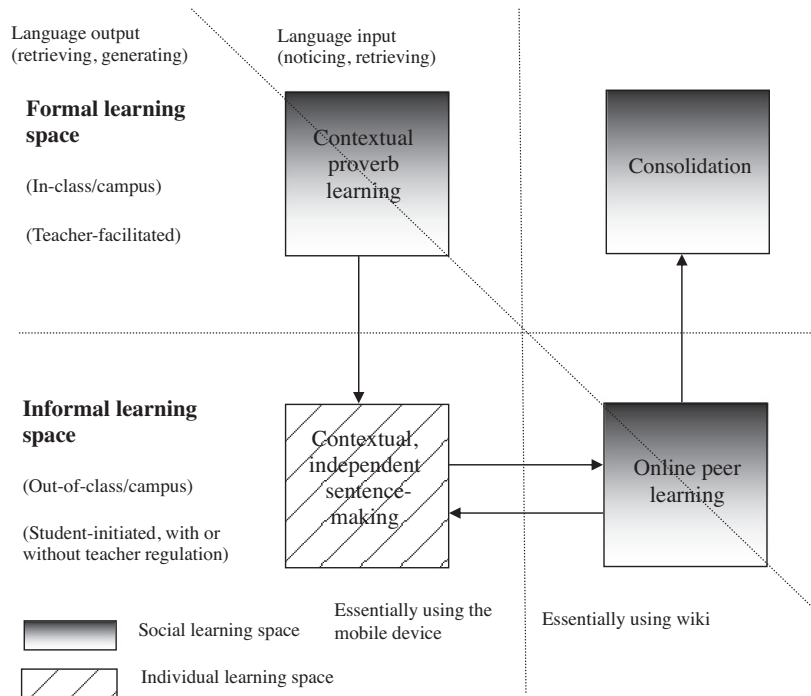 Language output
(retrieving, generating)
Language input
(noticing, retrieving)
Formal learning
space
(In-class/campus)
(Teacher-facilitated)
Contextual
proverb
learning
Consolidation
Informal learning
space
(Out-of-class/campus)
(Student-initiated, with or
without teacher regulation)
Contextual,
independent
sentence-
making
Online peer
learning
Essentially using the
mobile device
Essentially using wiki
Social learning space
Individual learning space